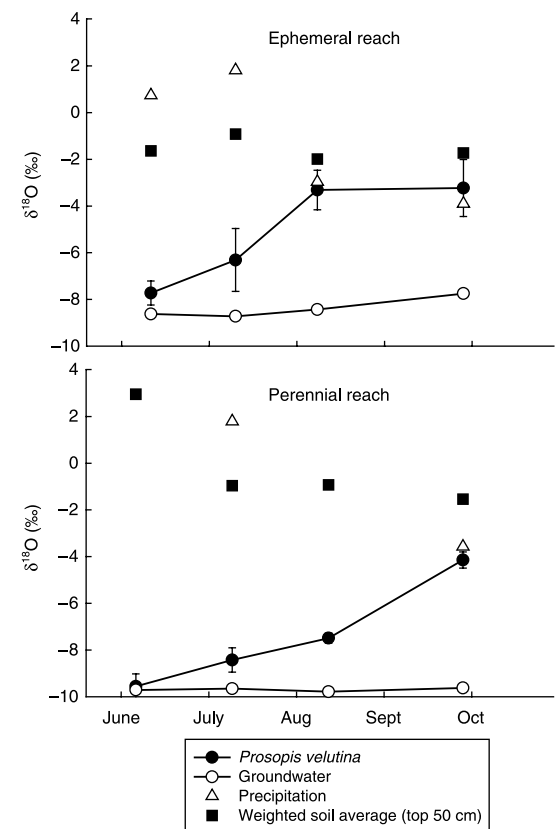 4
Ephemeral reach
2
0
−2
δ¹⁸O (‰)
−4
−6
−8
−10
4
Perennial reach
2
0
−2
δ¹⁸O (‰)
−4
−6
−8
−10
June July Aug Sept Oct
Prosopis velutina
Groundwater
Precipitation
Weighted soil average (top 50 cm)